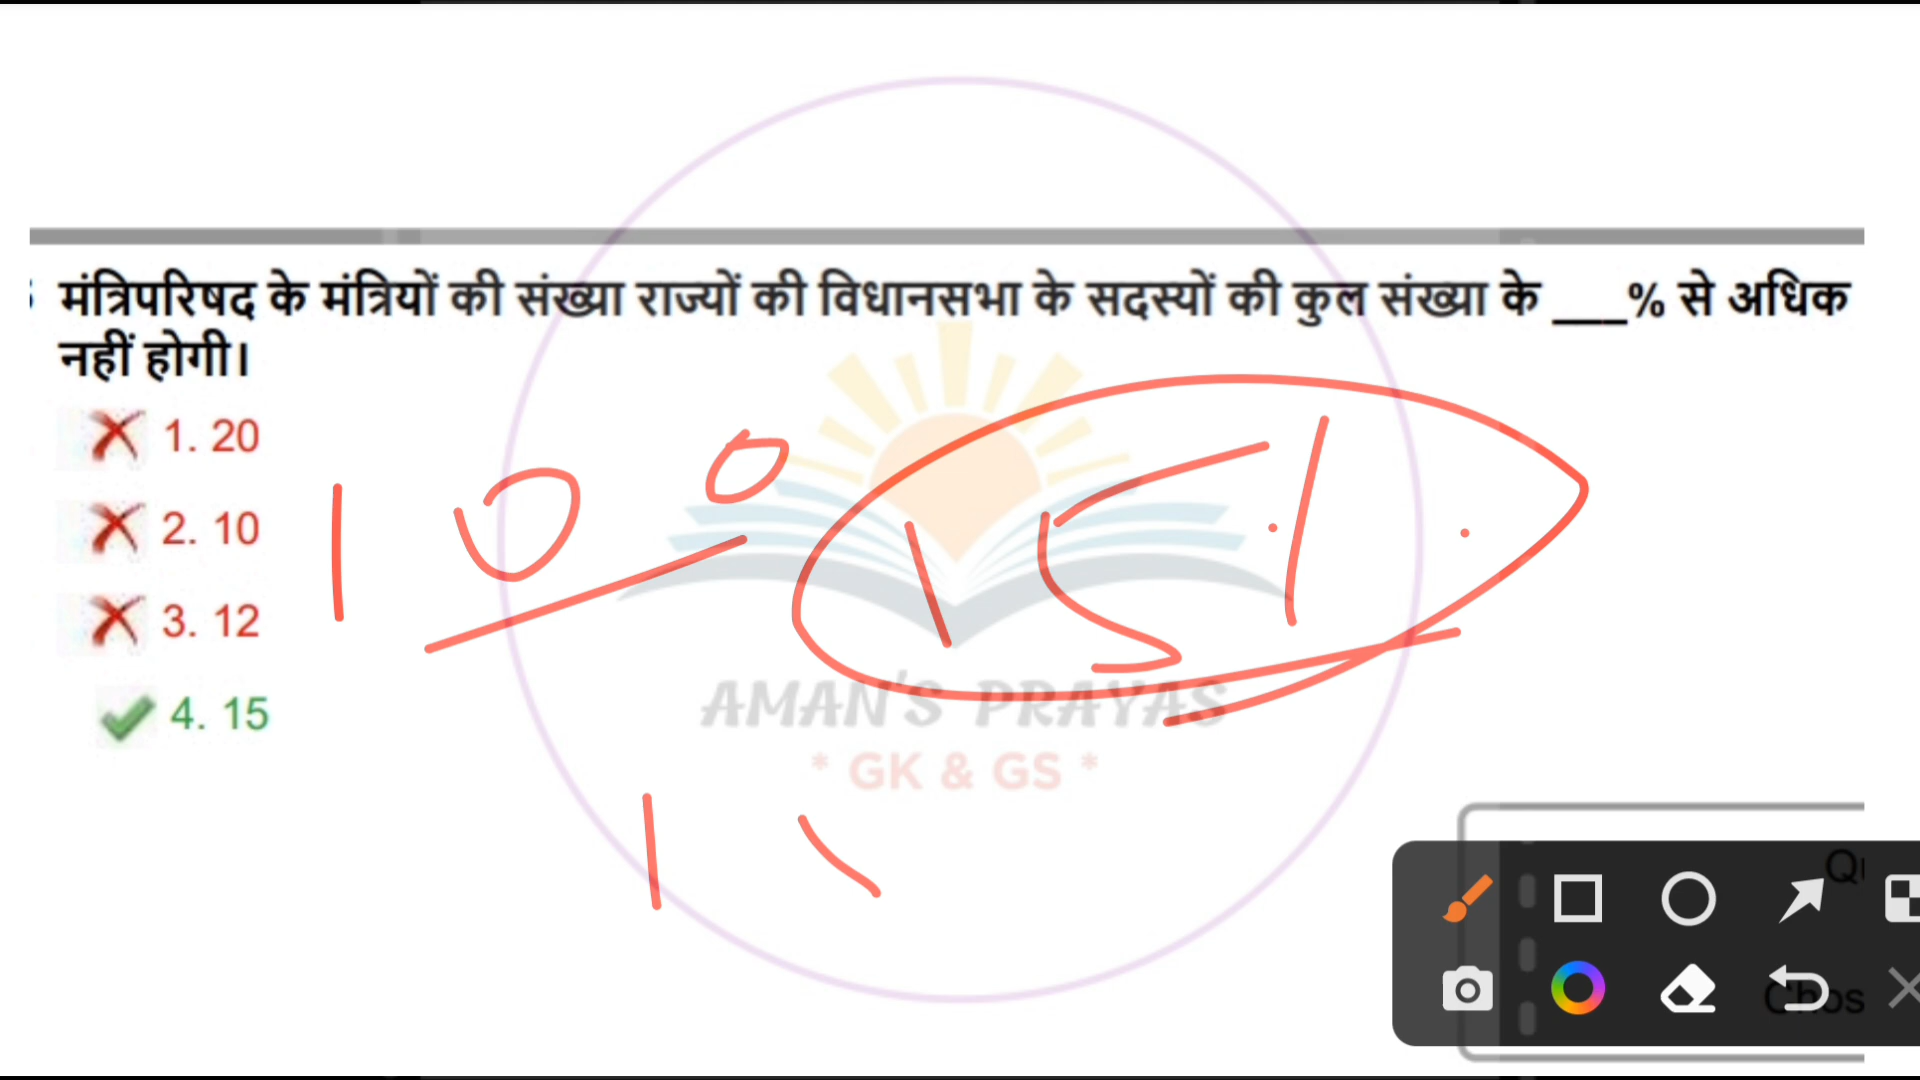 मंत्रिपरिषद के मंत्रियों की संख्या राज्यों की विधानसभा के सदस्यों की कुल संख्या के ___% से अधिक
नहीं होगी।
1. 20
2. 10
3. 12
4. 15
100
15
AMAN'S PRAYAS
* GK & GS *